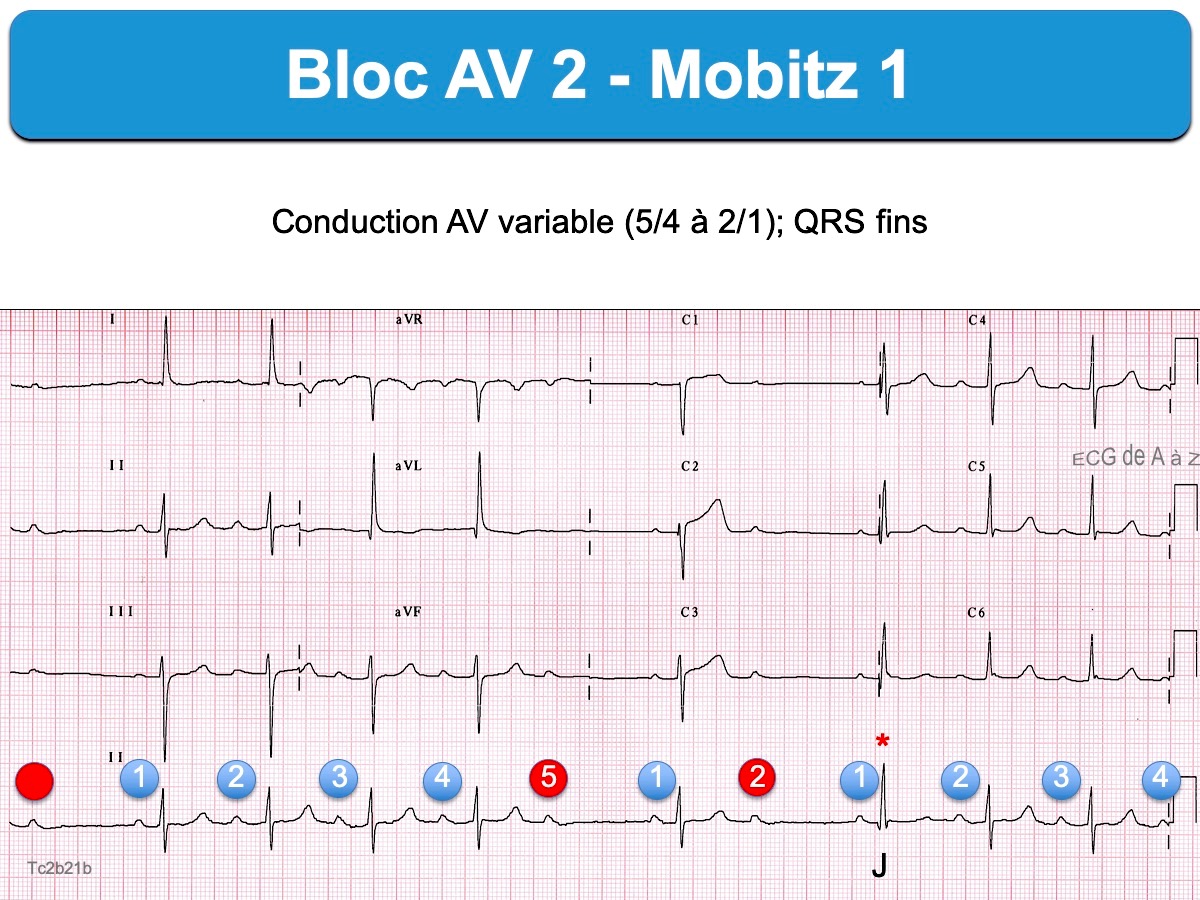 Bloc AV 2 - Mobitz 1
Conduction AV variable (5/4 à 2/1); QRS fins
I aVR C1 C4
ECG de A à Z
II aVL C2 C5
III aVF C3 C6
II
*
1 2 3 4 5 1 2 1 2 3 4
Tc2b21b
J